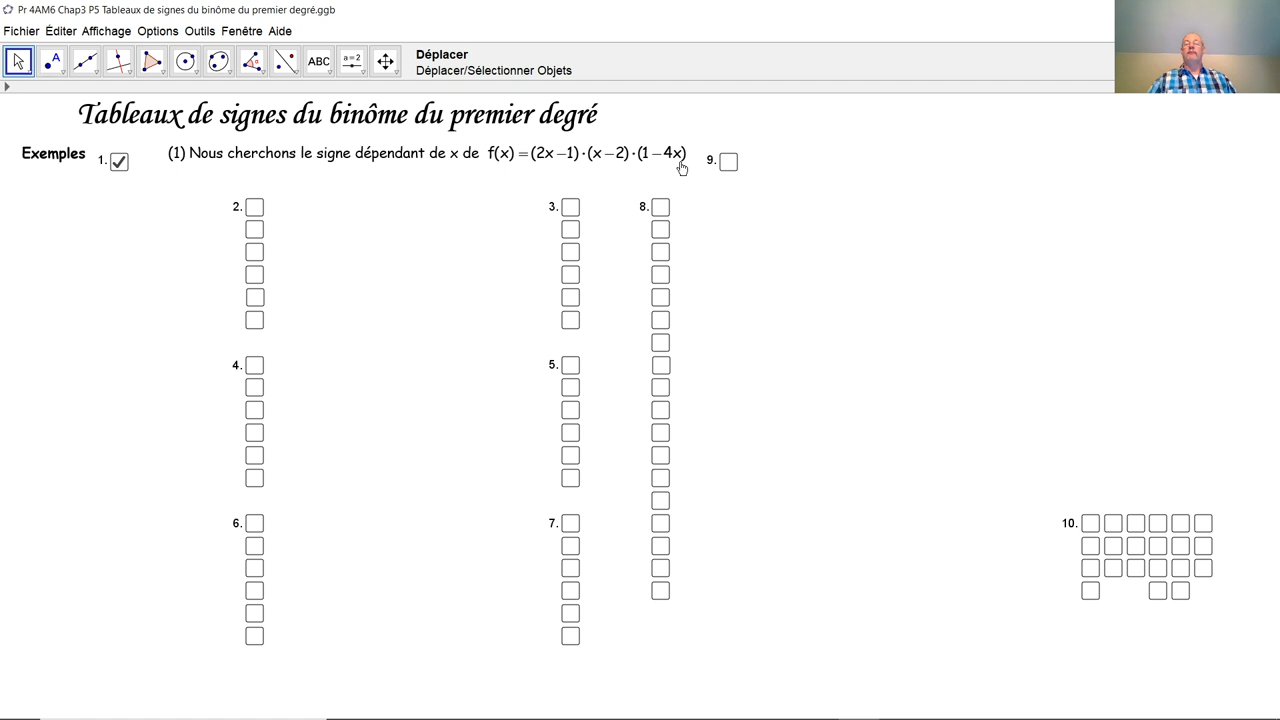 Pr 4AM6 Chap3 P5 Tableaux de signes du binôme du premier degré.ggb
Fichier Éditer Affichage Options Outils Fenêtre Aide
A ABC a=2 Déplacer
Déplacer/Sélectionner Objets
Tableaux de signes du binôme du premier degré
Exemples 1. (1) Nous cherchons le signe dépendant de x de f(x) = (2x − 1) · (x − 2) · (1 − 4x) 9.
2. 3. 8.
4. 5.
6. 7. 10.